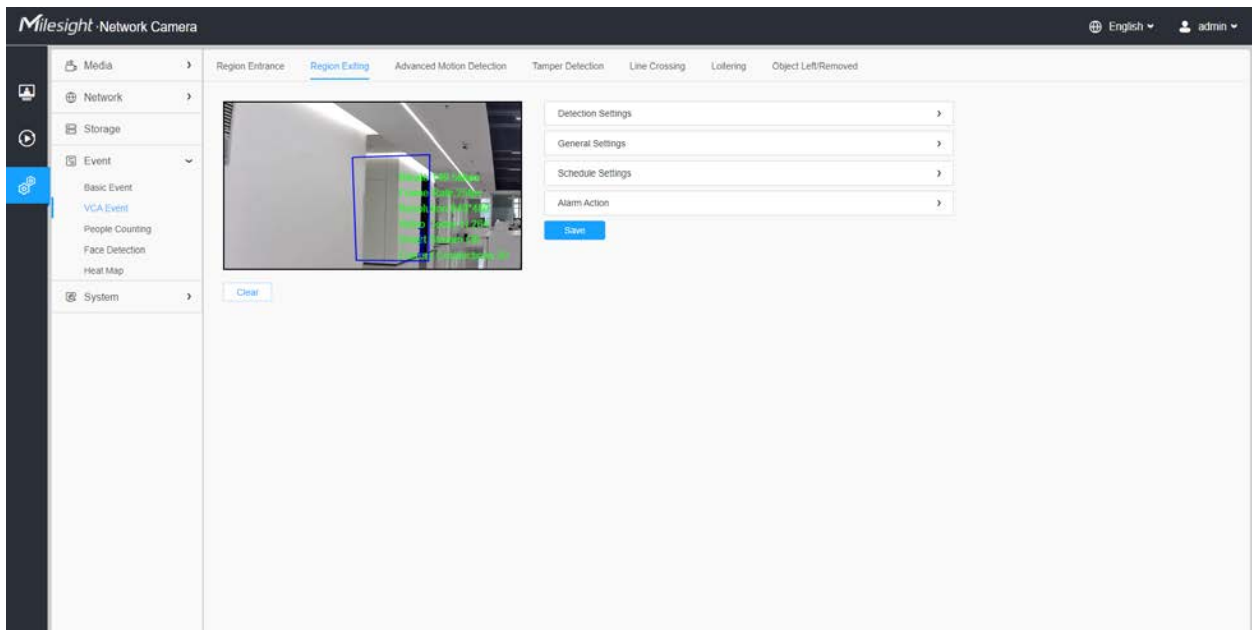 Milesight · Network Camera
English
admin
Media
Region Entrance
Region Exiting
Advanced Motion Detection
Tamper Detection
Line Crossing
Loitering
Object Left/Removed
Network
Storage
Event
Basic Event
VCA Event
People Counting
Face Detection
Heat Map
System
Detection Settings
General Settings
Schedule Settings
Alarm Action
Save
Clear